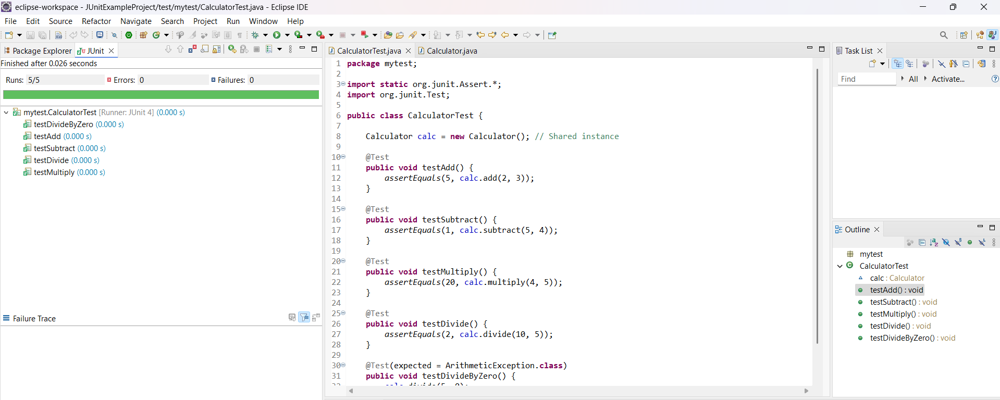 eclipse-workspace - JUnitExampleProject/test/mytest/CalculatorTest.java - Eclipse IDE
File Edit Source Refactor Navigate Search Project Run Window Help
Package Explorer JUnit
Finished after 0.026 seconds
Runs: 5/5 Errors: 0 Failures: 0
mytest.CalculatorTest [Runner: JUnit 4] (0.000 s)
testDivideByZero (0.000 s)
testAdd (0.000 s)
testSubtract (0.000 s)
testDivide (0.000 s)
testMultiply (0.000 s)
Failure Trace
CalculatorTest.java Calculator.java
1 package mytest;
2
3 import static org.junit.Assert.*;
4 import org.junit.Test;
5
6 public class CalculatorTest {
7
8 Calculator calc = new Calculator(); // Shared instance
9
10 @Test
11 public void testAdd() {
12 assertEquals(5, calc.add(2, 3));
13 }
14
15 @Test
16 public void testSubtract() {
17 assertEquals(1, calc.subtract(5, 4));
18 }
19
20 @Test
21 public void testMultiply() {
22 assertEquals(20, calc.multiply(4, 5));
23 }
24
25 @Test
26 public void testDivide() {
27 assertEquals(2, calc.divide(10, 5));
28 }
29
30 @Test(expected = ArithmeticException.class)
31 public void testDivideByZero() {
Task List
Find All Activate...
Outline
mytest
CalculatorTest
calc : Calculator
testAdd() : void
testSubtract() : void
testMultiply() : void
testDivide() : void
testDivideByZero() : void